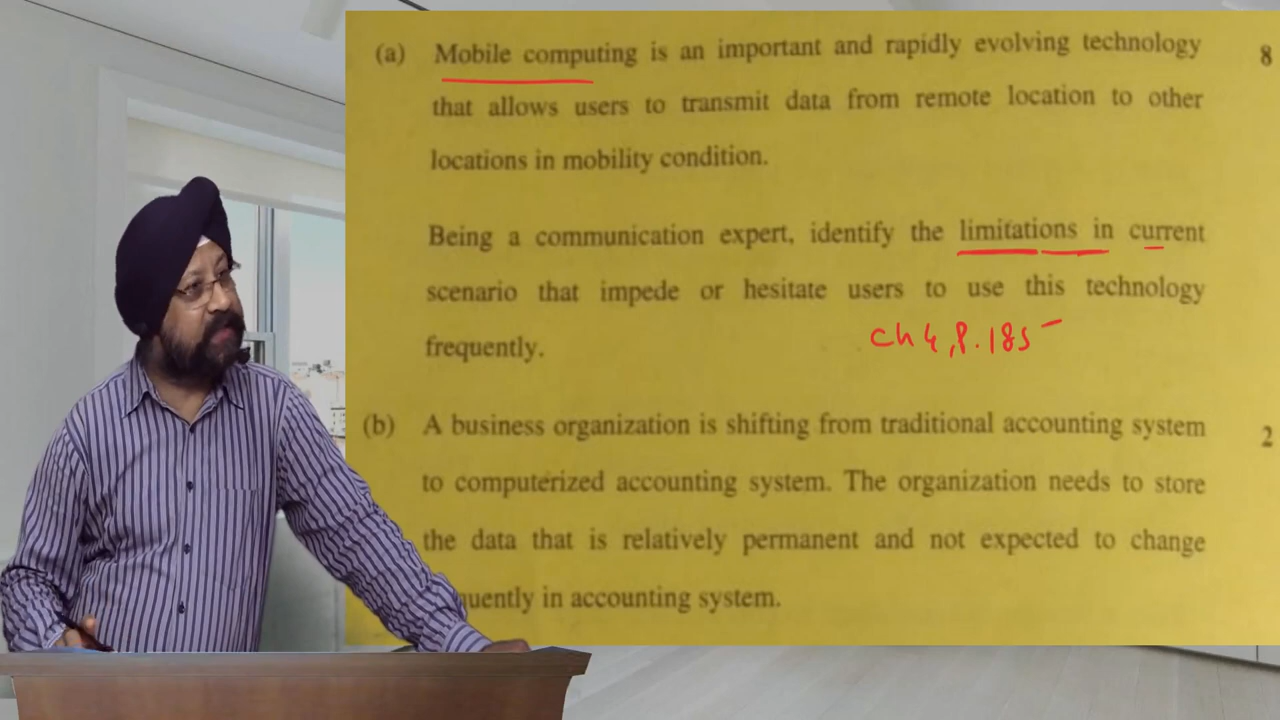 (a) Mobile computing is an important and rapidly evolving technology 8
that allows users to transmit data from remote location to other
locations in mobility condition.
Being a communication expert, identify the limitations in current
scenario that impede or hesitate users to use this technology
frequently.
ch 4, P. 185
(b) A business organization is shifting from traditional accounting system 2
to computerized accounting system. The organization needs to store
the data that is relatively permanent and not expected to change
quently in accounting system.